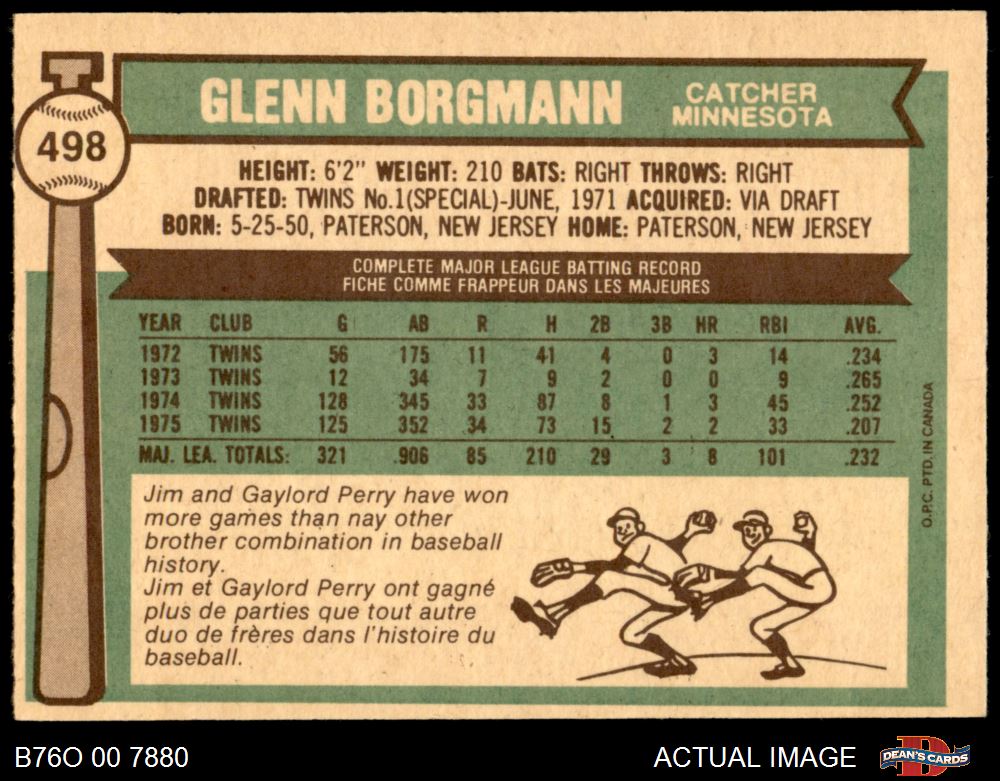 GLENN BORGMANN
CATCHER
MINNESOTA
498
HEIGHT: 6'2" WEIGHT: 210 BATS: RIGHT THROWS: RIGHT
DRAFTED: TWINS No.1(SPECIAL)-JUNE, 1971 ACQUIRED: VIA DRAFT
BORN: 5-25-50, PATERSON, NEW JERSEY HOME: PATERSON, NEW JERSEY
COMPLETE MAJOR LEAGUE BATTING RECORD
FICHE COMME FRAPPEUR DANS LES MAJEURES
YEAR CLUB G AB R H 2B 3B HR RBI AVG.
1972 TWINS 56 175 11 41 4 0 3 14 .234
1973 TWINS 12 34 7 9 2 0 0 9 .265
1974 TWINS 128 345 33 87 8 1 3 45 .252
1975 TWINS 125 352 34 73 15 2 2 33 .207
MAJ. LEA. TOTALS: 321 906 85 210 29 3 8 101 .232
Jim and Gaylord Perry have won
more games than nay other
brother combination in baseball
history.
Jim et Gaylord Perry ont gagné
plus de parties que tout autre
duo de frères dans l'histoire du
baseball.
O.P.C. PTD. IN CANADA
B76O 00 7880
ACTUAL IMAGE
DEAN'S CARDS